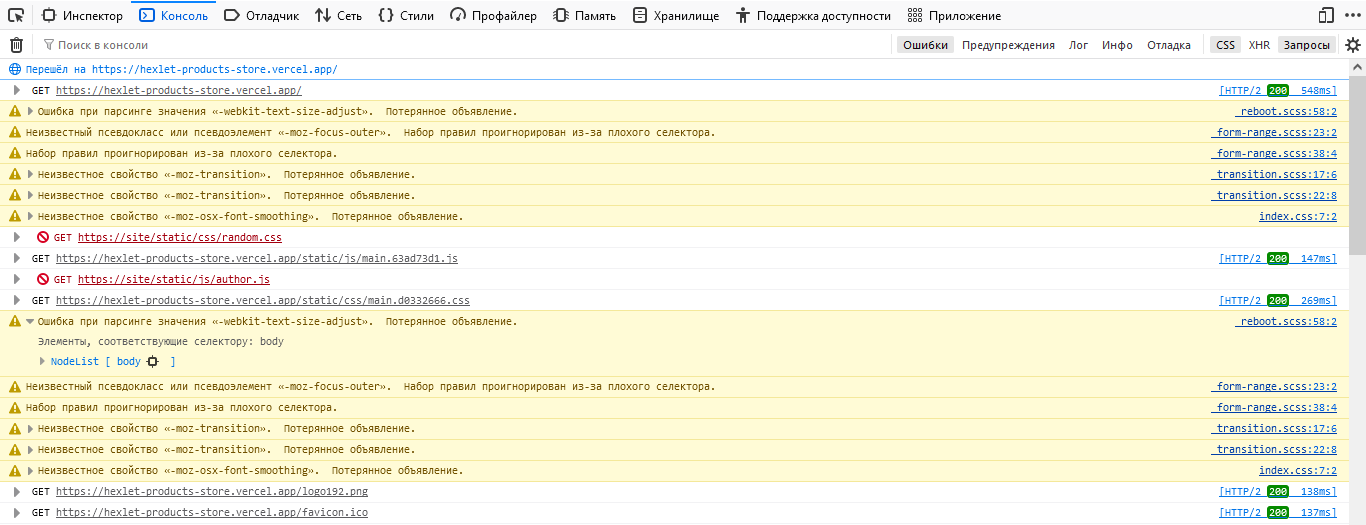 Инспектор Консоль Отладчик Сеть Стили Профайлер Память Хранилище Поддержка доступности Приложение
Поиск в консоли Ошибки Предупреждения Лог Инфо Отладка CSS XHR Запросы
Перешёл на https://hexlet-products-store.vercel.app/
GET https://hexlet-products-store.vercel.app/ [HTTP/2 200 548ms]
Ошибка при парсинге значения «-webkit-text-size-adjust». Потерянное объявление. _reboot.scss:58:2
Неизвестный псевдокласс или псевдоэлемент «-moz-focus-outer». Набор правил проигнорирован из-за плохого селектора. _form-range.scss:23:2
Набор правил проигнорирован из-за плохого селектора. _form-range.scss:38:4
Неизвестное свойство «-moz-transition». Потерянное объявление. _transition.scss:17:6
Неизвестное свойство «-moz-transition». Потерянное объявление. _transition.scss:22:8
Неизвестное свойство «-moz-osx-font-smoothing». Потерянное объявление. index.css:7:2
GET https://site/static/css/random.css
GET https://hexlet-products-store.vercel.app/static/js/main.63ad73d1.js [HTTP/2 200 147ms]
GET https://site/static/js/author.js
GET https://hexlet-products-store.vercel.app/static/css/main.d0332666.css [HTTP/2 200 269ms]
Ошибка при парсинге значения «-webkit-text-size-adjust». Потерянное объявление. _reboot.scss:58:2
Элементы, соответствующие селектору: body
NodeList [ body ]
Неизвестный псевдокласс или псевдоэлемент «-moz-focus-outer». Набор правил проигнорирован из-за плохого селектора. _form-range.scss:23:2
Набор правил проигнорирован из-за плохого селектора. _form-range.scss:38:4
Неизвестное свойство «-moz-transition». Потерянное объявление. _transition.scss:17:6
Неизвестное свойство «-moz-transition». Потерянное объявление. _transition.scss:22:8
Неизвестное свойство «-moz-osx-font-smoothing». Потерянное объявление. index.css:7:2
GET https://hexlet-products-store.vercel.app/logo192.png [HTTP/2 200 138ms]
GET https://hexlet-products-store.vercel.app/favicon.ico [HTTP/2 200 137ms]